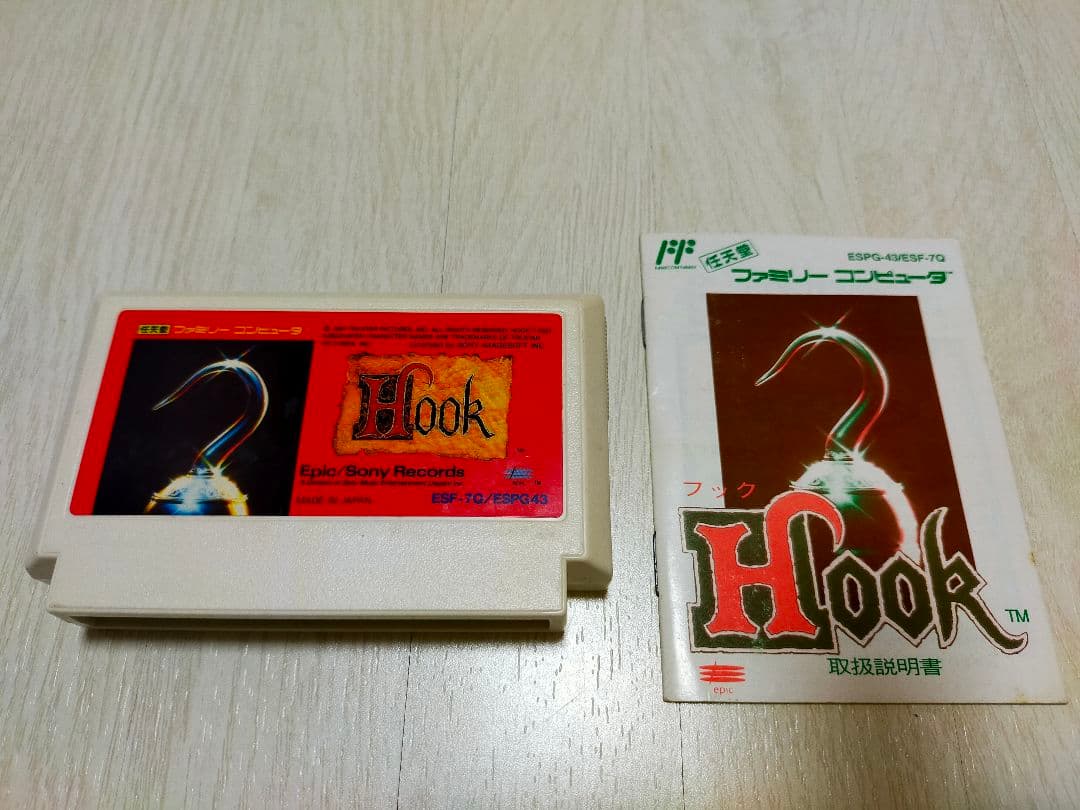 任天堂 ファミリー コンピュータ
Hook
Epic/Sony Records
MADE IN JAPAN
ESF-7Q/ESPG43
任天堂
ESPG-43/ESF-7Q
ファミリー コンピュータ
フック
Hook
TM
取扱説明書
epic